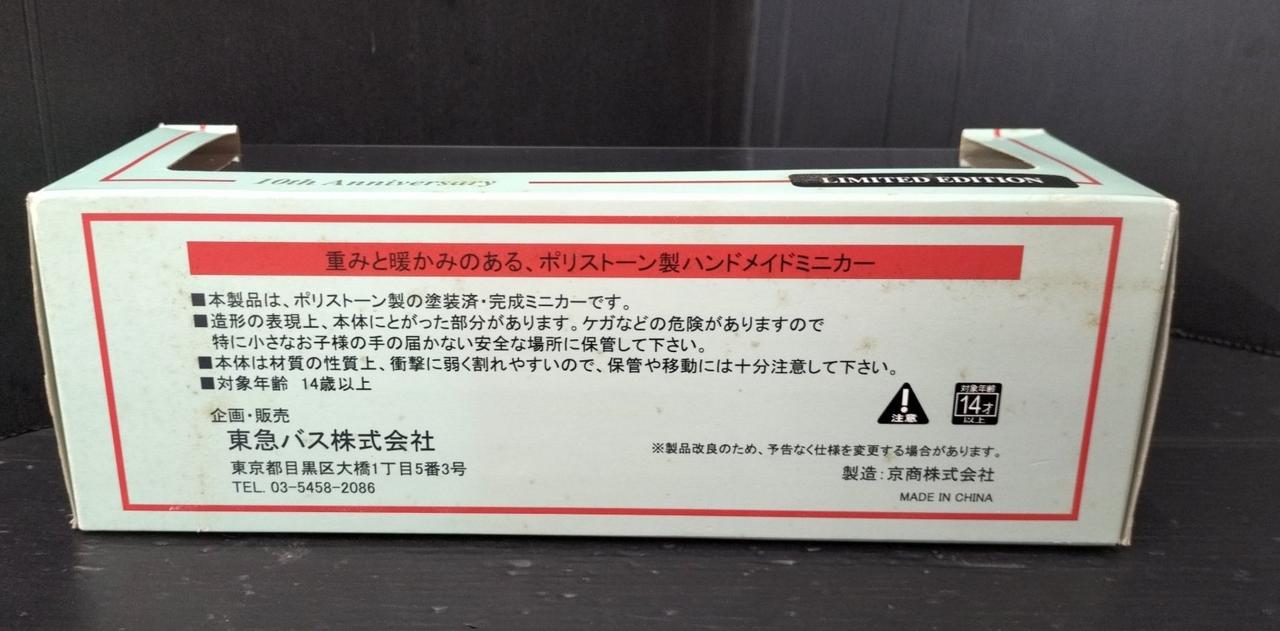 10th Anniversary
LIMITED EDITION
重みと暖かみのある、ポリストーン製ハンドメイドミニカー
■本製品は、ポリストーン製の塗装済・完成ミニカーです。
■造形の表現上、本体にとがった部分があります。ケガなどの危険がありますので
特に小さなお子様の手の届かない安全な場所に保管して下さい。
■本体は材質の性質上、衝撃に弱く割れやすいので、保管や移動には十分注意して下さい。
■対象年齢 14歳以上
注意
対象年齢
14才
以上
企画・販売
東急バス株式会社
東京都目黒区大橋1丁目5番3号
TEL. 03-5458-2086
※製品改良のため、予告なく仕様を変更する場合があります。
製造：京商株式会社
MADE IN CHINA